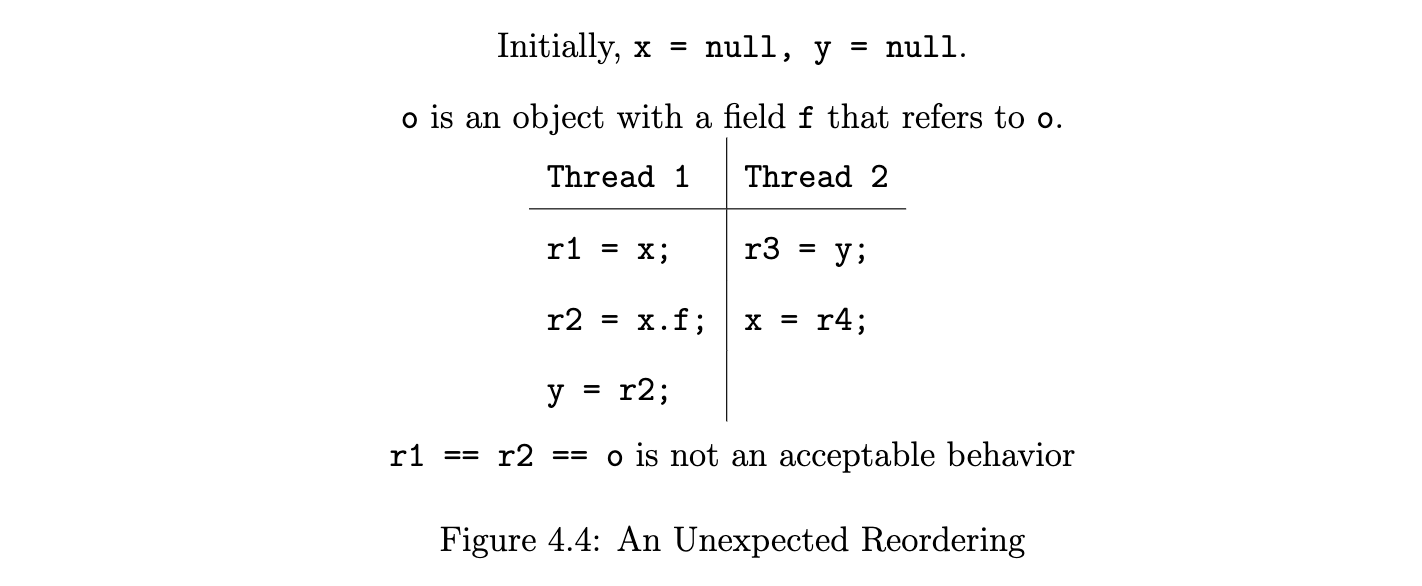 Initially, x = null, y = null.
o is an object with a field f that refers to o.
Thread 1 Thread 2
r1 = x; r3 = y;
r2 = x.f; x = r4;
y = r2;
r1 == r2 == o is not an acceptable behavior
Figure 4.4: An Unexpected Reordering